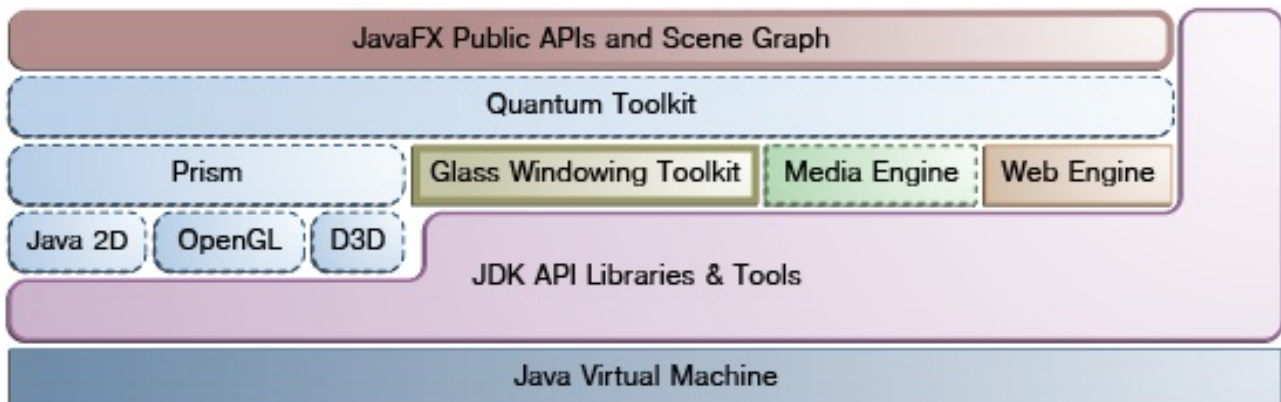 JavaFX Public APIs and Scene Graph
Quantum Toolkit
Prism
Glass Windowing Toolkit
Media Engine
Web Engine
Java 2D
OpenGL
D3D
JDK API Libraries & Tools
Java Virtual Machine